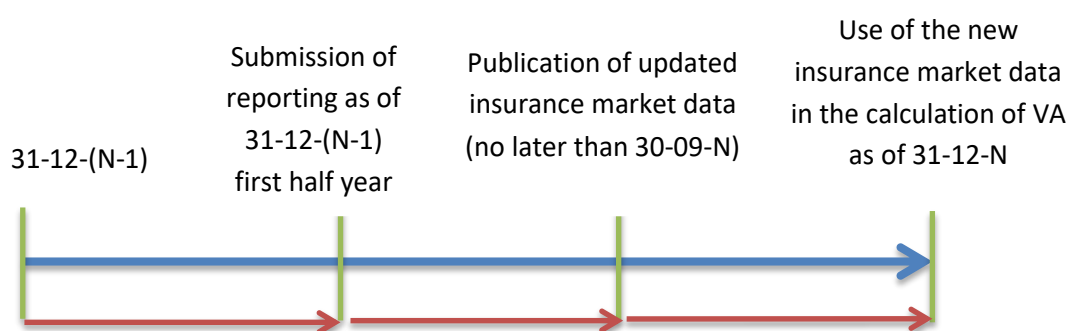 31-12-(N-1)
Submission of
reporting as of
31-12-(N-1)
first half year
Publication of updated
insurance market data
(no later than 30-09-N)
Use of the new
insurance market data
in the calculation of VA
as of 31-12-N